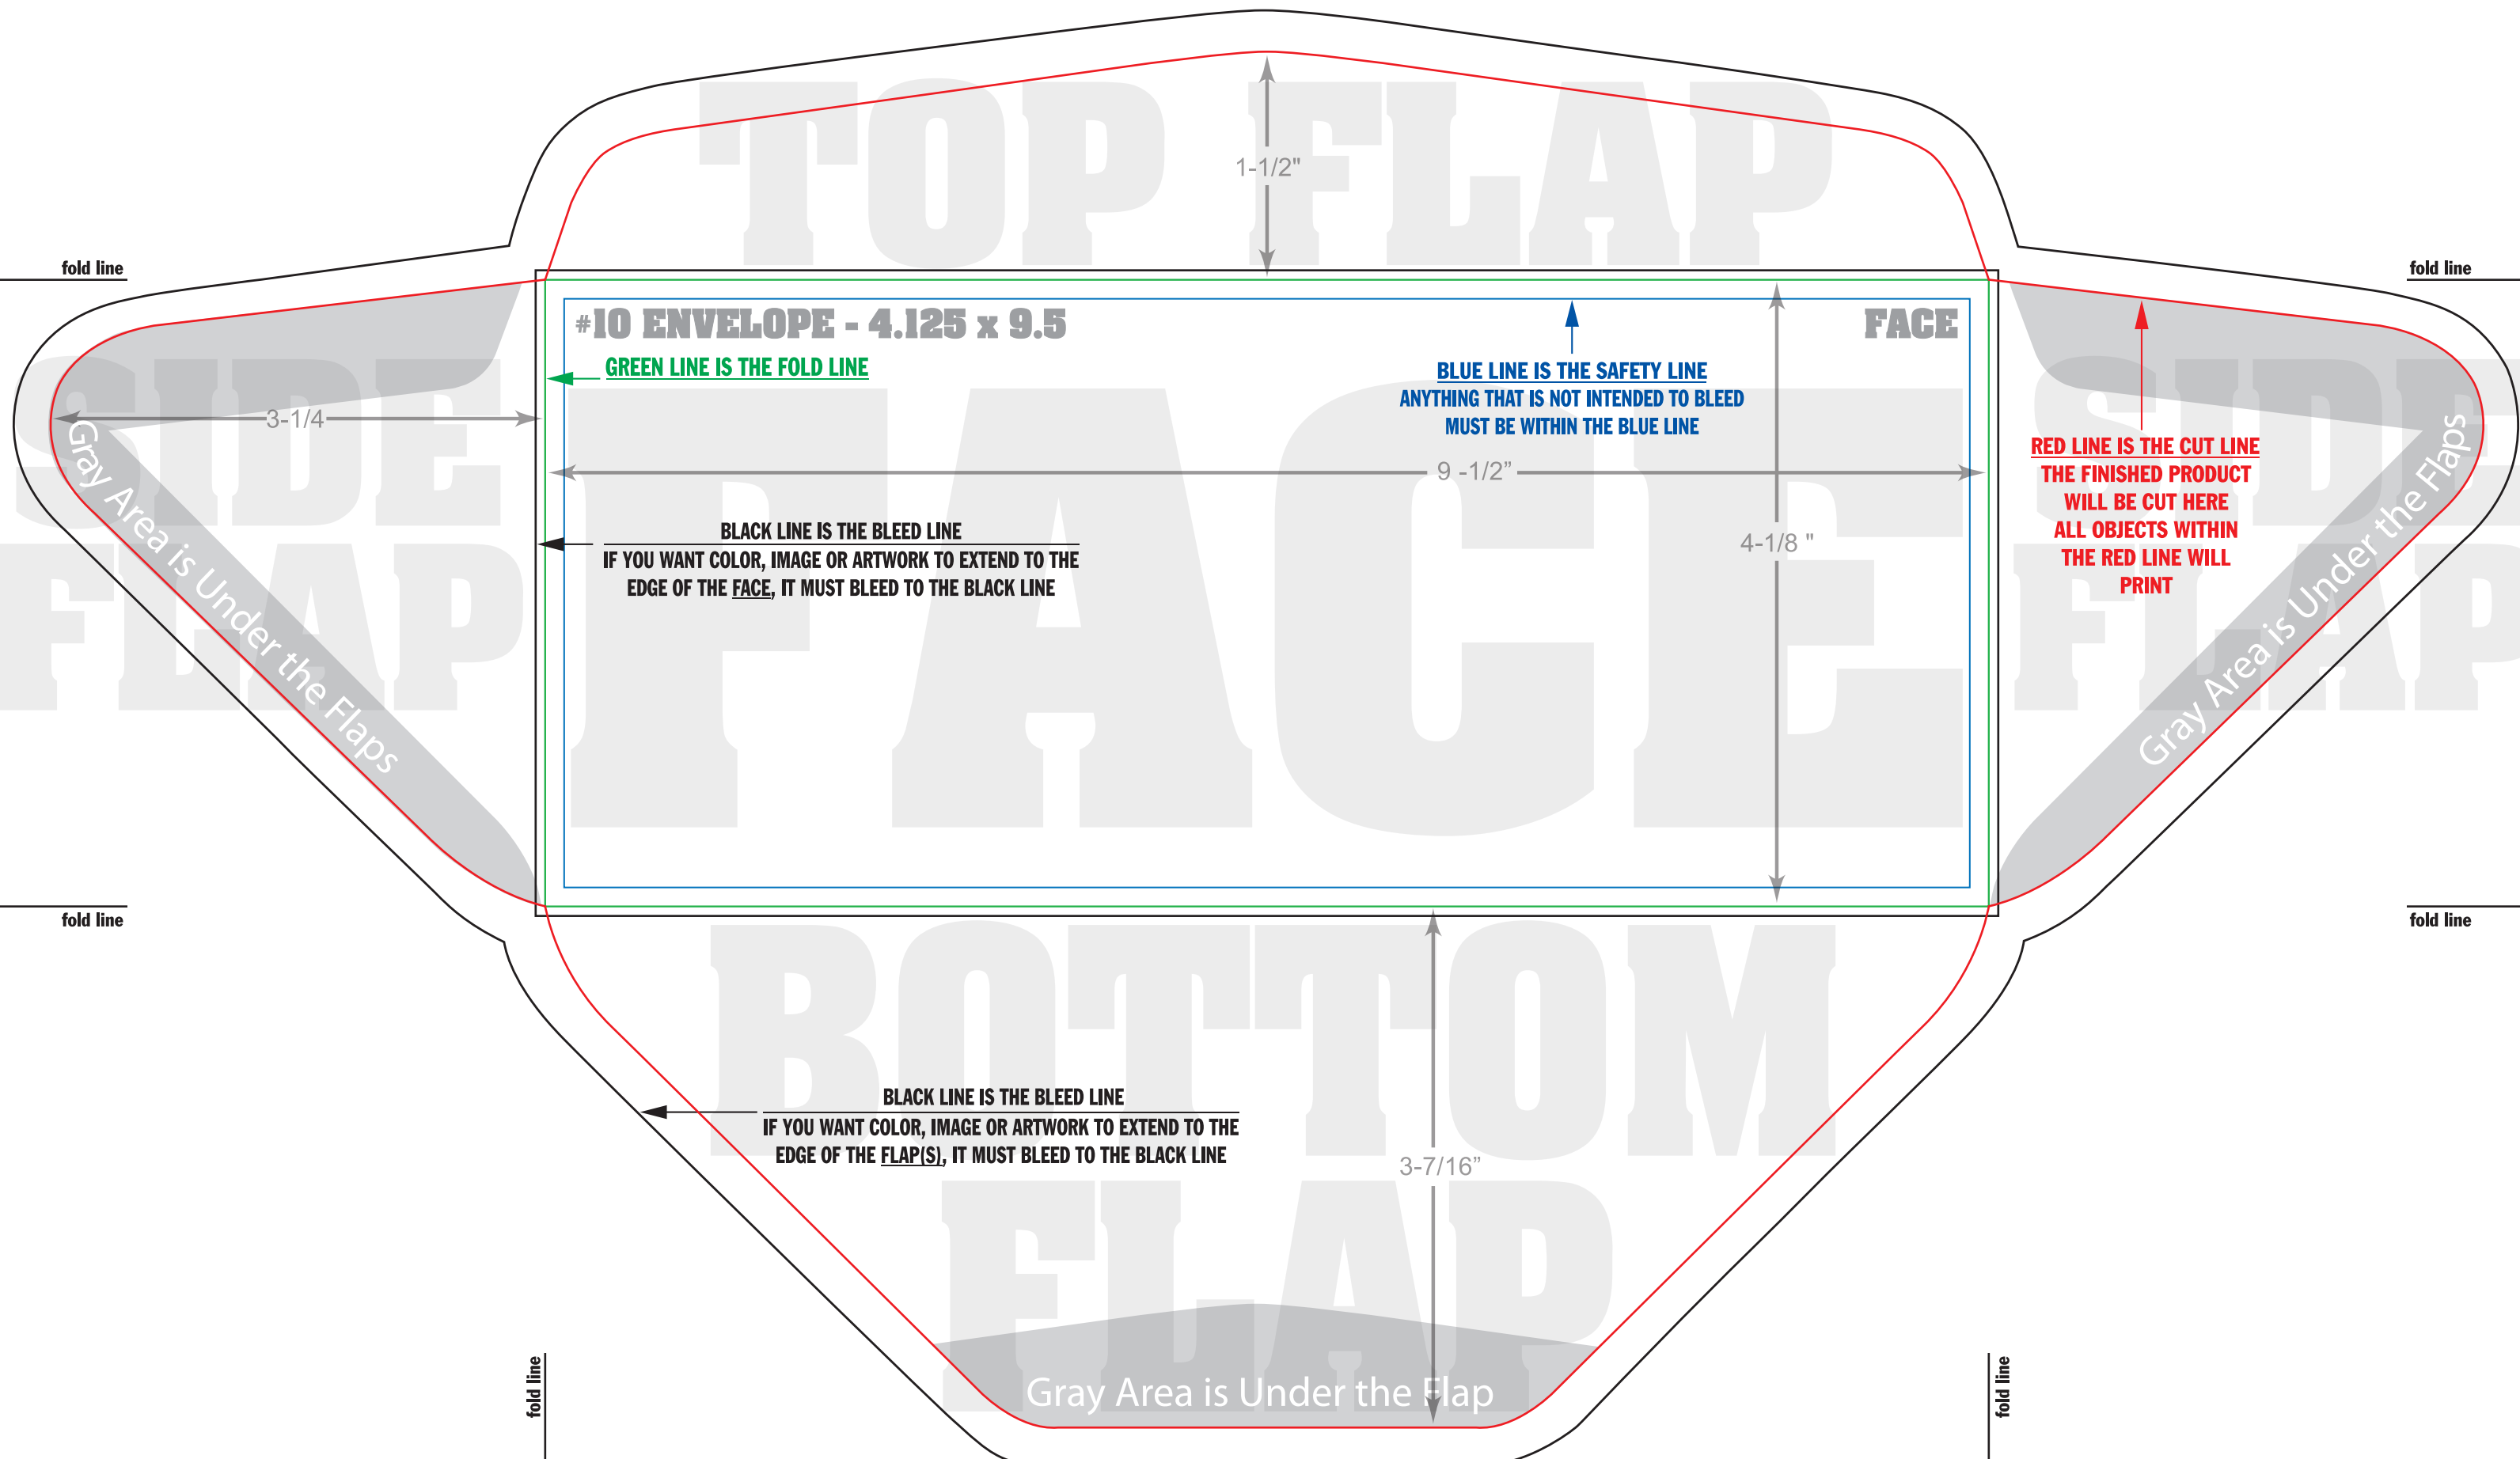 TOP FLAP
1-1/2"
fold line
fold line
#10 ENVELOPE - 4.125 x 9.5
FACE
GREEN LINE IS THE FOLD LINE
BLUE LINE IS THE SAFETY LINE
ANYTHING THAT IS NOT INTENDED TO BLEED
MUST BE WITHIN THE BLUE LINE
SIDE
FLAP
3-1/4
Gray Area is Under the Flaps
FACE
9 -1/2”
4-1/8 "
BLACK LINE IS THE BLEED LINE
IF YOU WANT COLOR, IMAGE OR ARTWORK TO EXTEND TO THE
EDGE OF THE FACE, IT MUST BLEED TO THE BLACK LINE
SIDE
FLAP
RED LINE IS THE CUT LINE
THE FINISHED PRODUCT
WILL BE CUT HERE
ALL OBJECTS WITHIN
THE RED LINE WILL
PRINT
Gray Area is Under the Flaps
fold line
fold line
BOTTOM
FLAP
BLACK LINE IS THE BLEED LINE
IF YOU WANT COLOR, IMAGE OR ARTWORK TO EXTEND TO THE
EDGE OF THE FLAP(S), IT MUST BLEED TO THE BLACK LINE
3-7/16”
Gray Area is Under the Flap
fold line
fold line